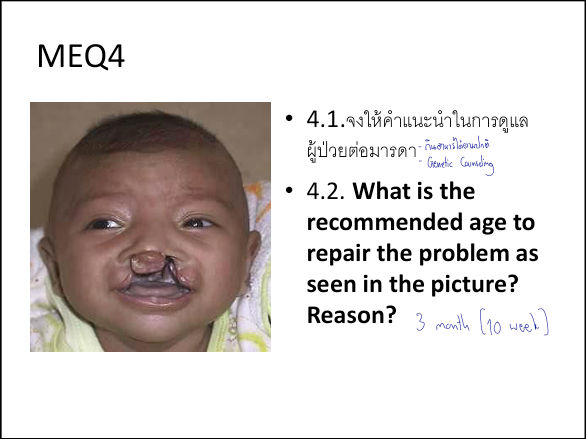 MEQ4
• 4.1.จงให้คำแนะนำในการดูแล
ผู้ป่วยต่อมารดา
- Genetic Counseling
• 4.2. What is the
recommended age to
repair the problem as
seen in the picture?
Reason?
3 month (10 week)